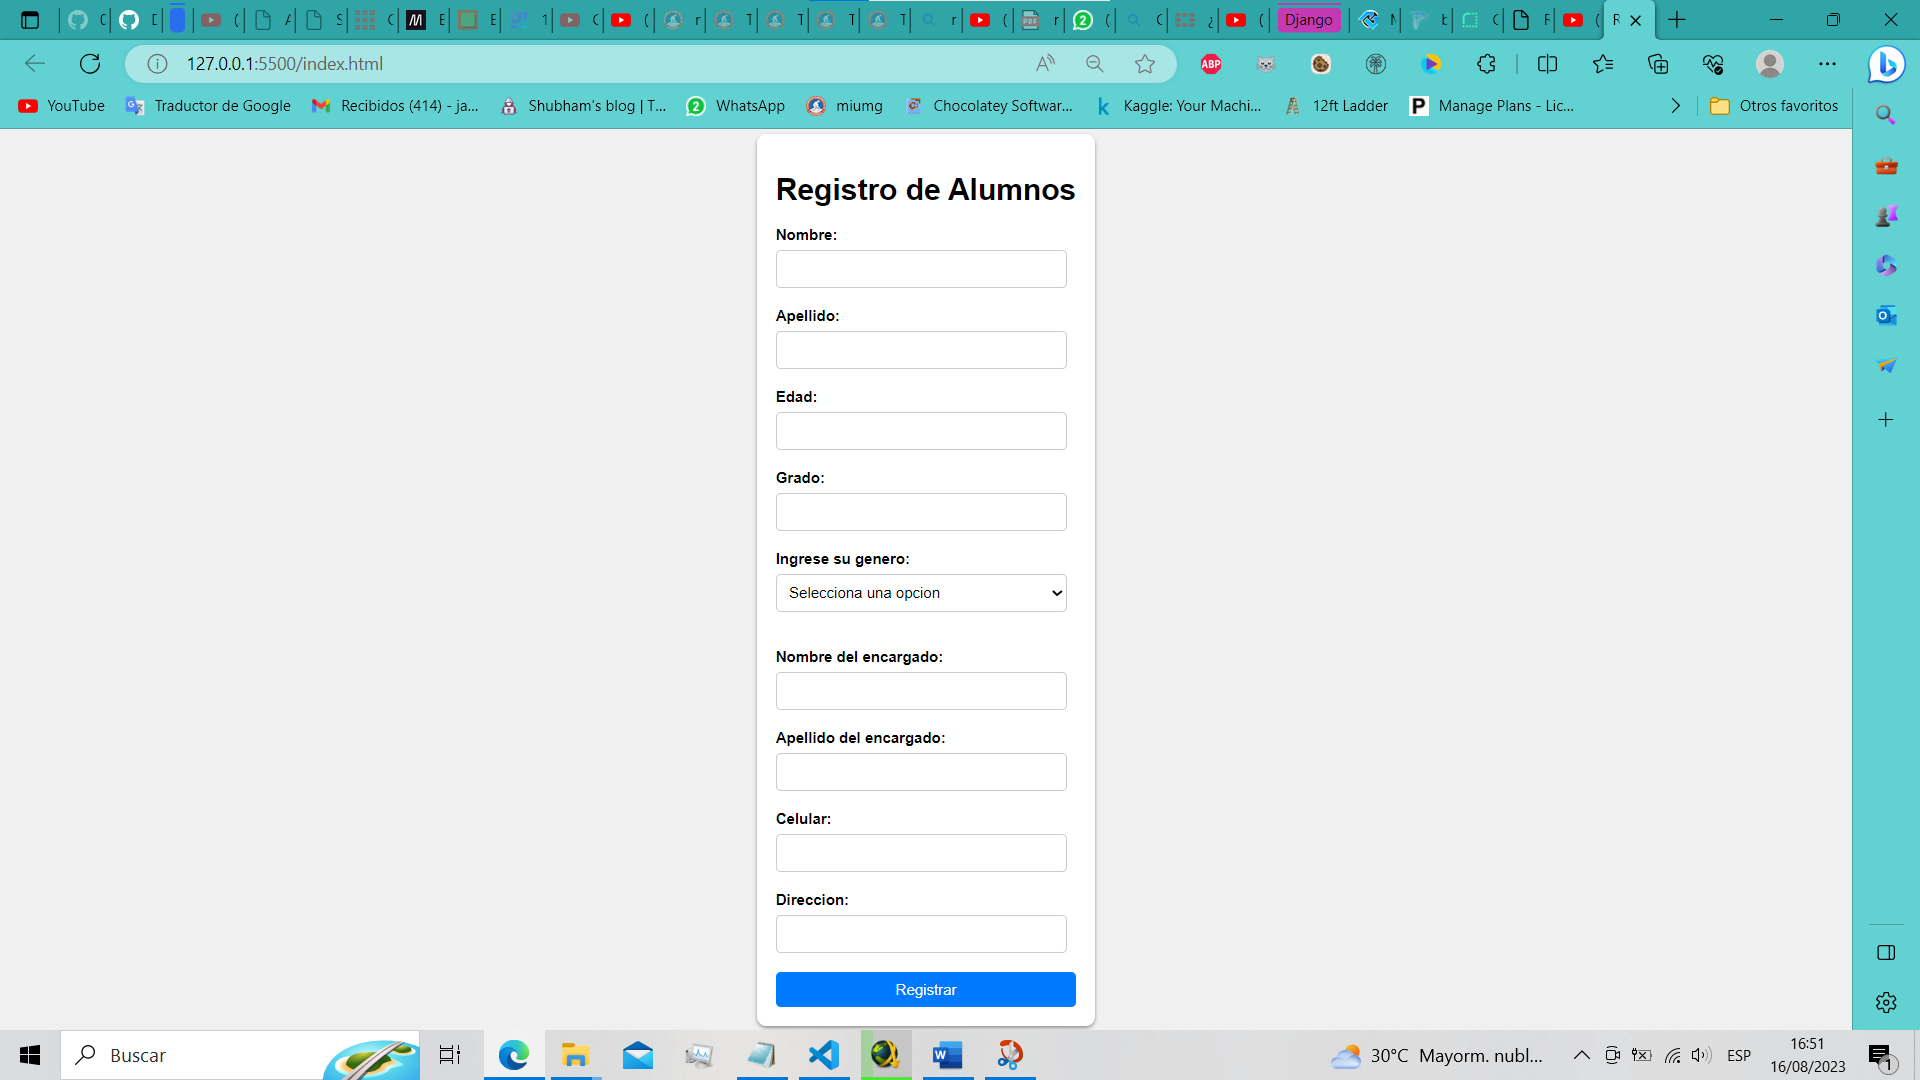 Django
127.0.0.1:5500/index.html
ABP
YouTube
Traductor de Google
Recibidos (414) - ja...
Shubham's blog | T...
WhatsApp
miumg
Chocolatey Softwar...
Kaggle: Your Machi...
12ft Ladder
Manage Plans - Lic...
Otros favoritos
Registro de Alumnos
Nombre:
Apellido:
Edad:
Grado:
Ingrese su genero:
Selecciona una opcion
Nombre del encargado:
Apellido del encargado:
Celular:
Direccion:
Registrar
Buscar
30°C Mayorm. nubl...
ESP
16:51
16/08/2023
1